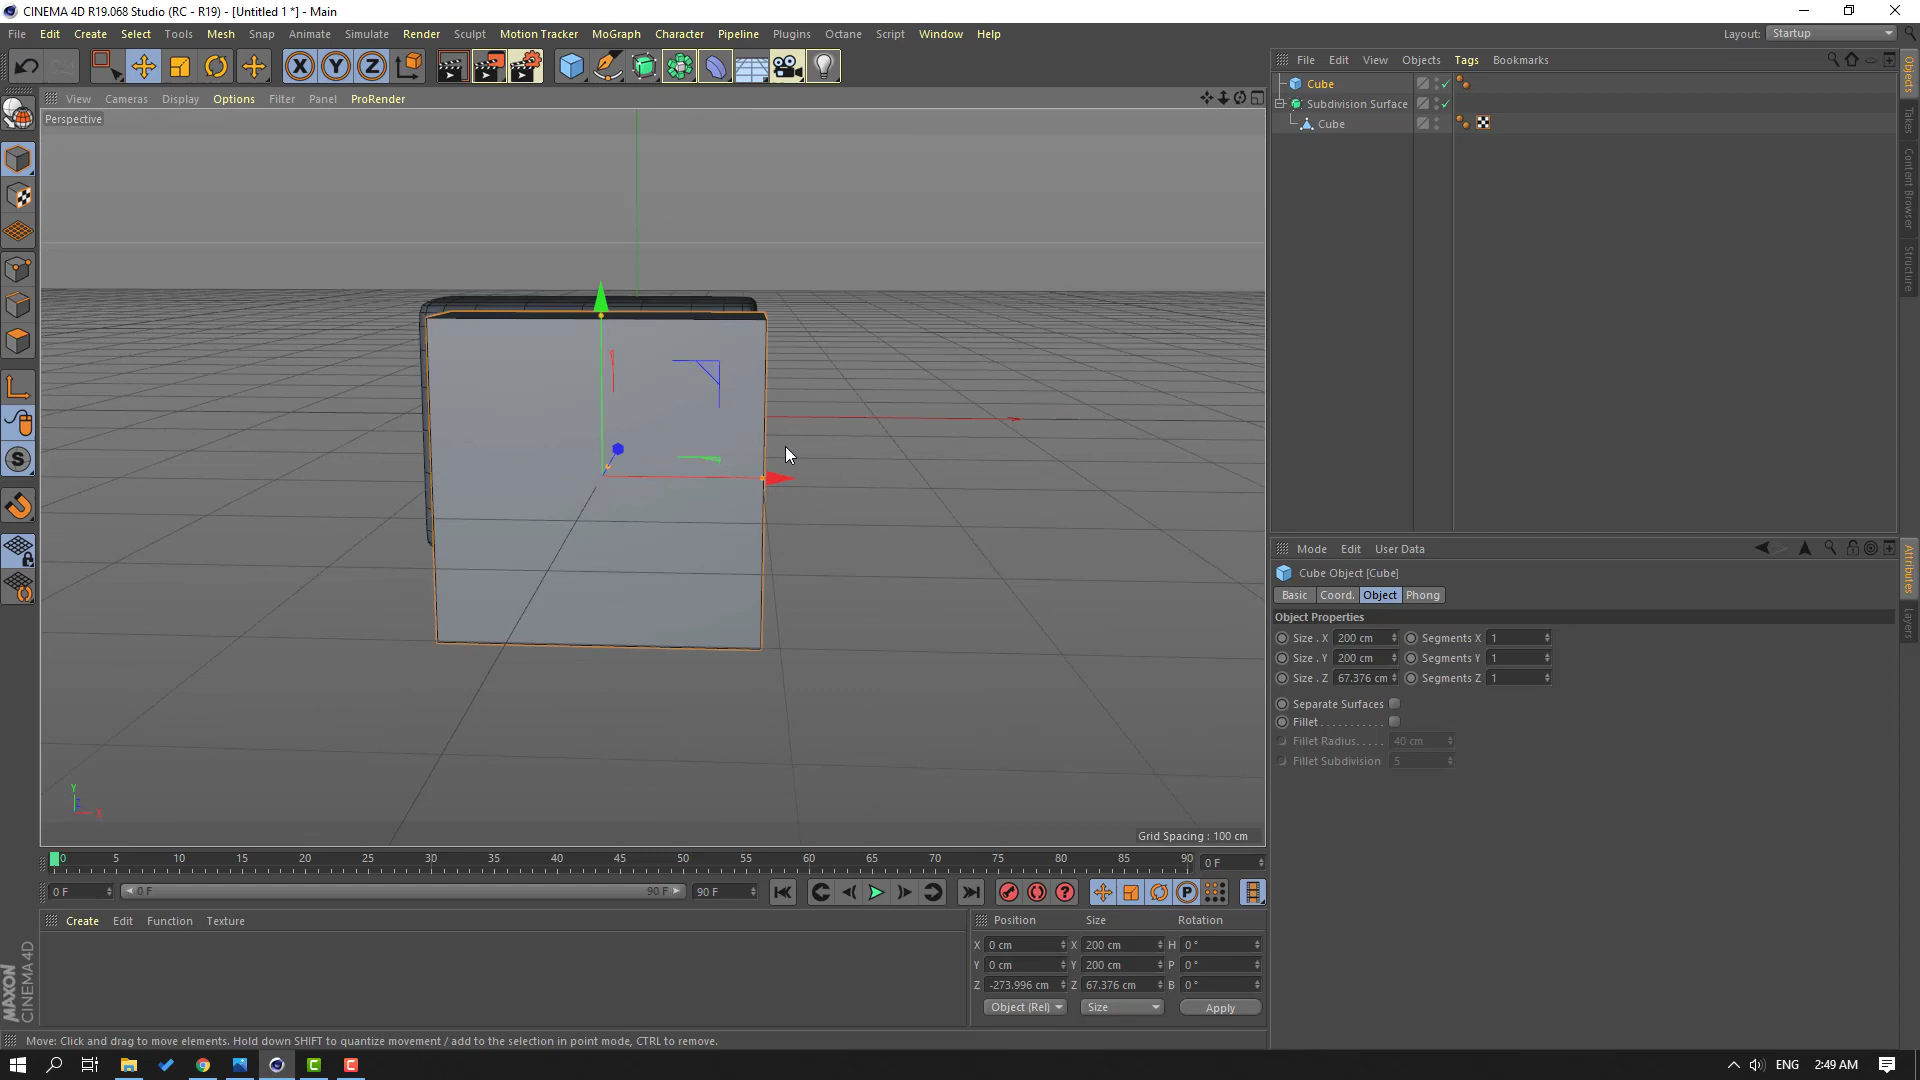 CINEMA 4D R19.068 Studio (RC - R19) - [Untitled 1 *] - Main
File Edit Create Select Tools Mesh Snap Animate Simulate Render Sculpt Motion Tracker MoGraph Character Pipeline Plugins Octane Script Window Help
Layout: Startup
X Y Z
File Edit View Objects Tags Bookmarks
View Cameras Display Options Filter Panel ProRender
Perspective
Cube
Subdivision Surface
Cube
Objects
Takes
Content Browser
Structure
Mode Edit User Data
Cube Object [Cube]
Basic Coord. Object Phong
Object Properties
Size . X 200 cm Segments X 1
Size . Y 200 cm Segments Y 1
Size . Z 67.376 cm Segments Z 1
Separate Surfaces
Fillet . . . . . . . . . . .
Fillet Radius. . . . . 40 cm
Fillet Subdivision 5
Attributes
Layers
S
Y
Z
X
Grid Spacing : 100 cm
0 5 10 15 20 25 30 35 40 45 50 55 60 65 70 75 80 85 90 0 F
0 F 0 F 90 F 90 F
P
Create Edit Function Texture
Position Size Rotation
X 0 cm X 200 cm H 0 °
Y 0 cm Y 200 cm P 0 °
Z -273.996 cm Z 67.376 cm B 0 °
Object (Rel) Size Apply
MAXON
CINEMA 4D
Move: Click and drag to move elements. Hold down SHIFT to quantize movement / add to the selection in point mode, CTRL to remove.
ENG 2:49 AM